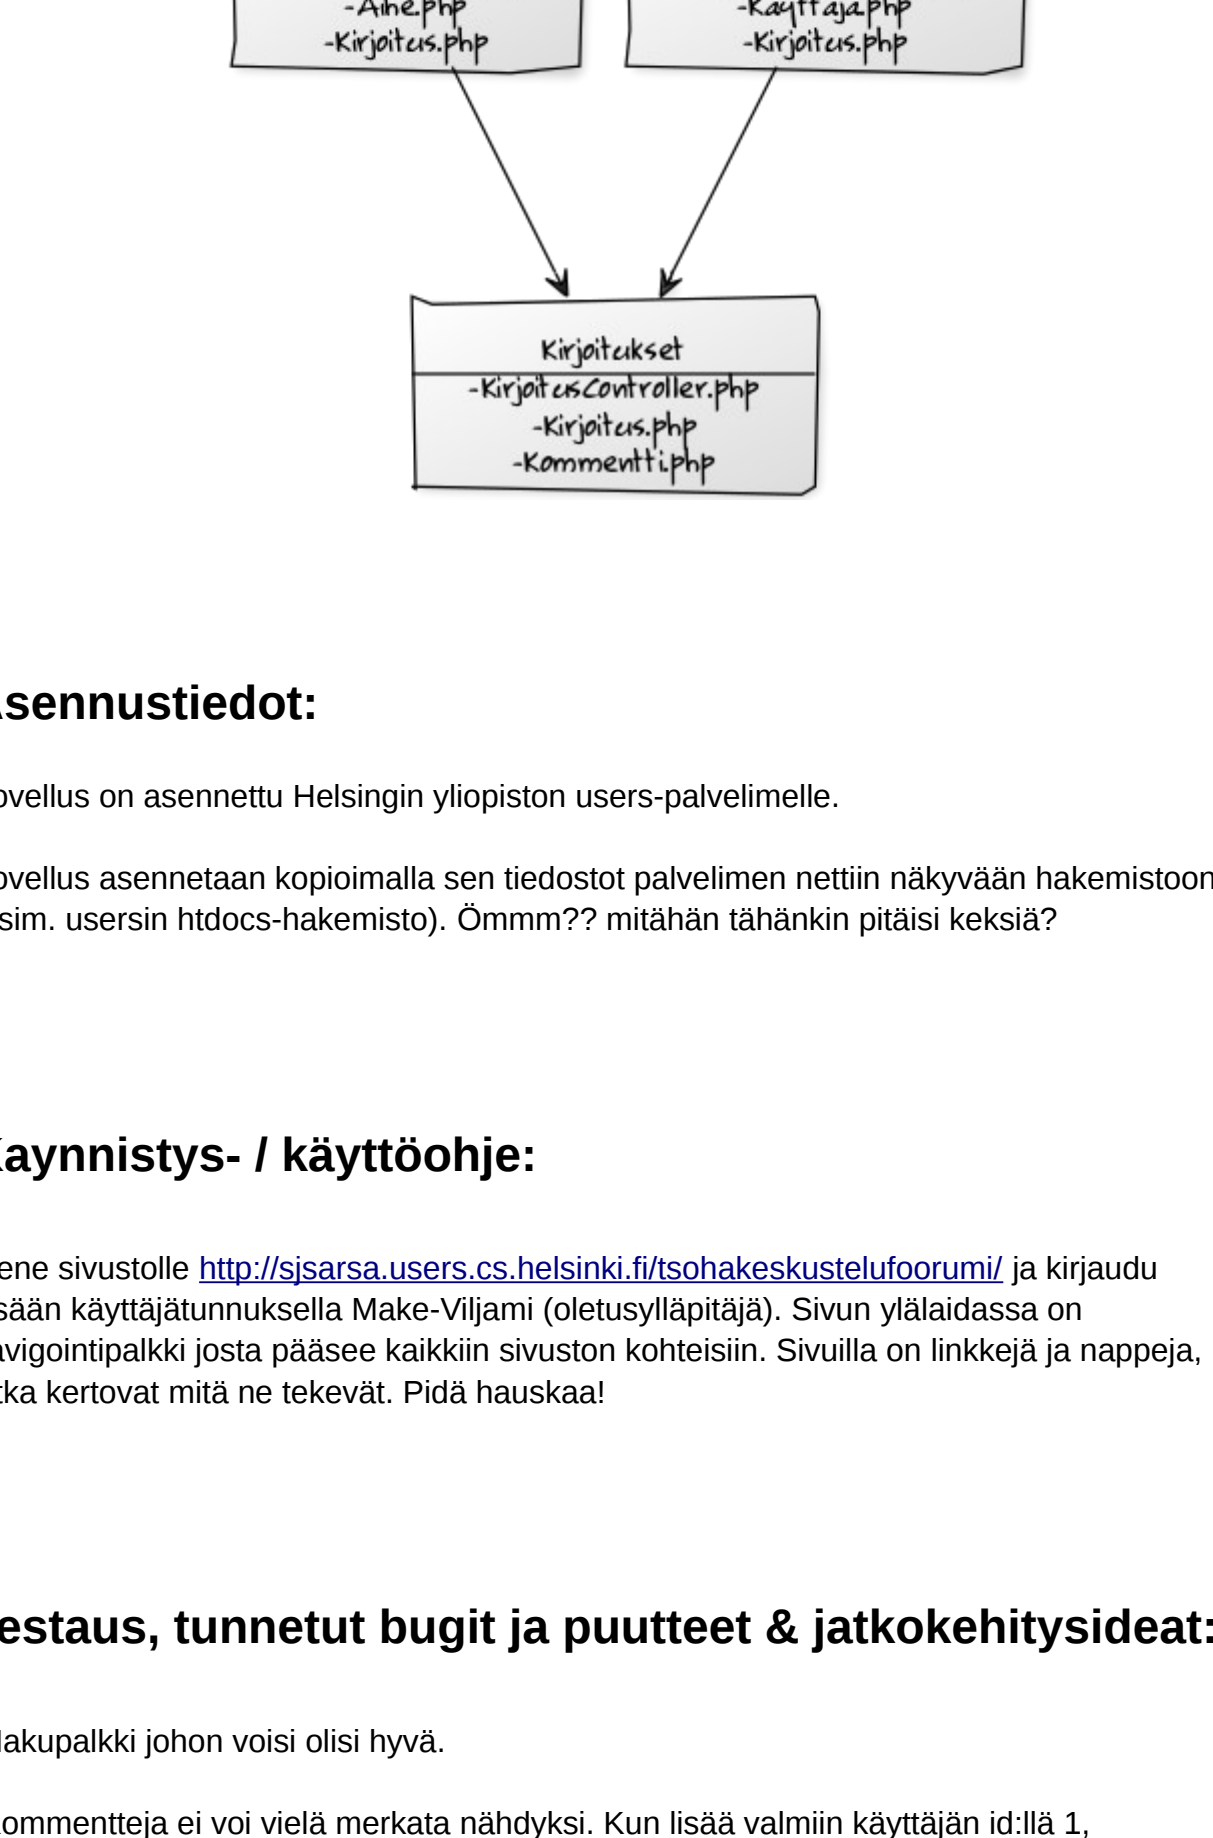 -Aihe.php
-Kirjoitus.php
-Käyttäjä.php
-Kirjoitus.php
Kirjoitukset
-KirjoitusController.php
-Kirjoitus.php
-Kommentti.php
Asennustiedot:
ovellus on asennettu Helsingin yliopiston users-palvelimelle.
ovellus asennetaan kopioimalla sen tiedostot palvelimen nettiin näkyvään hakemistoon
sim. usersin htdocs-hakemisto). Ömmm?? mitähän tähänkin pitäisi keksiä?
Kaynnistys- / käyttöohje:
ene sivustolle http://sjsarsa.users.cs.helsinki.fi/tsohakeskustelufoorumi/ ja kirjaudu
sään käyttäjätunnuksella Make-Viljami (oletusylläpitäjä). Sivun ylälaidassa on
avigointipalkki josta pääsee kaikkiin sivuston kohteisiin. Sivuilla on linkkejä ja nappeja,
tka kertovat mitä ne tekevät. Pidä hauskaa!
estaus, tunnetut bugit ja puutteet & jatkokehitysideat:
Hakupalkki johon voisi olisi hyvä.
ommentteja ei voi vielä merkata nähdyksi. Kun lisää valmiin käyttäjän id:llä 1,